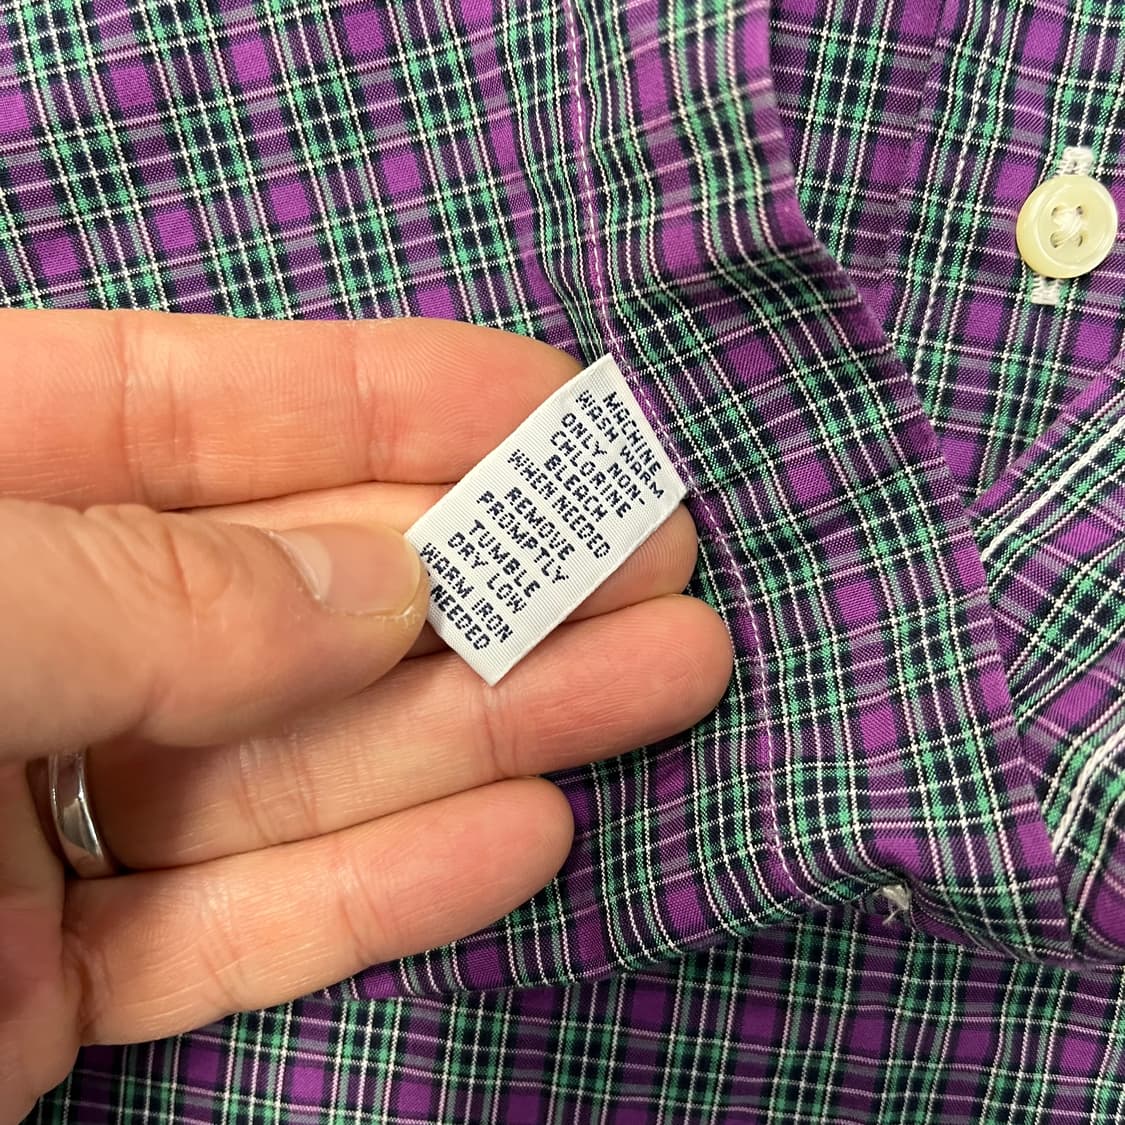 MACHINE
WASH WARM
ONLY NON-
CHLORINE
BLEACH
WHEN NEEDED
REMOVE
PROMPTLY
TUMBLE
DRY LOW
WARM IRON
NEEDED